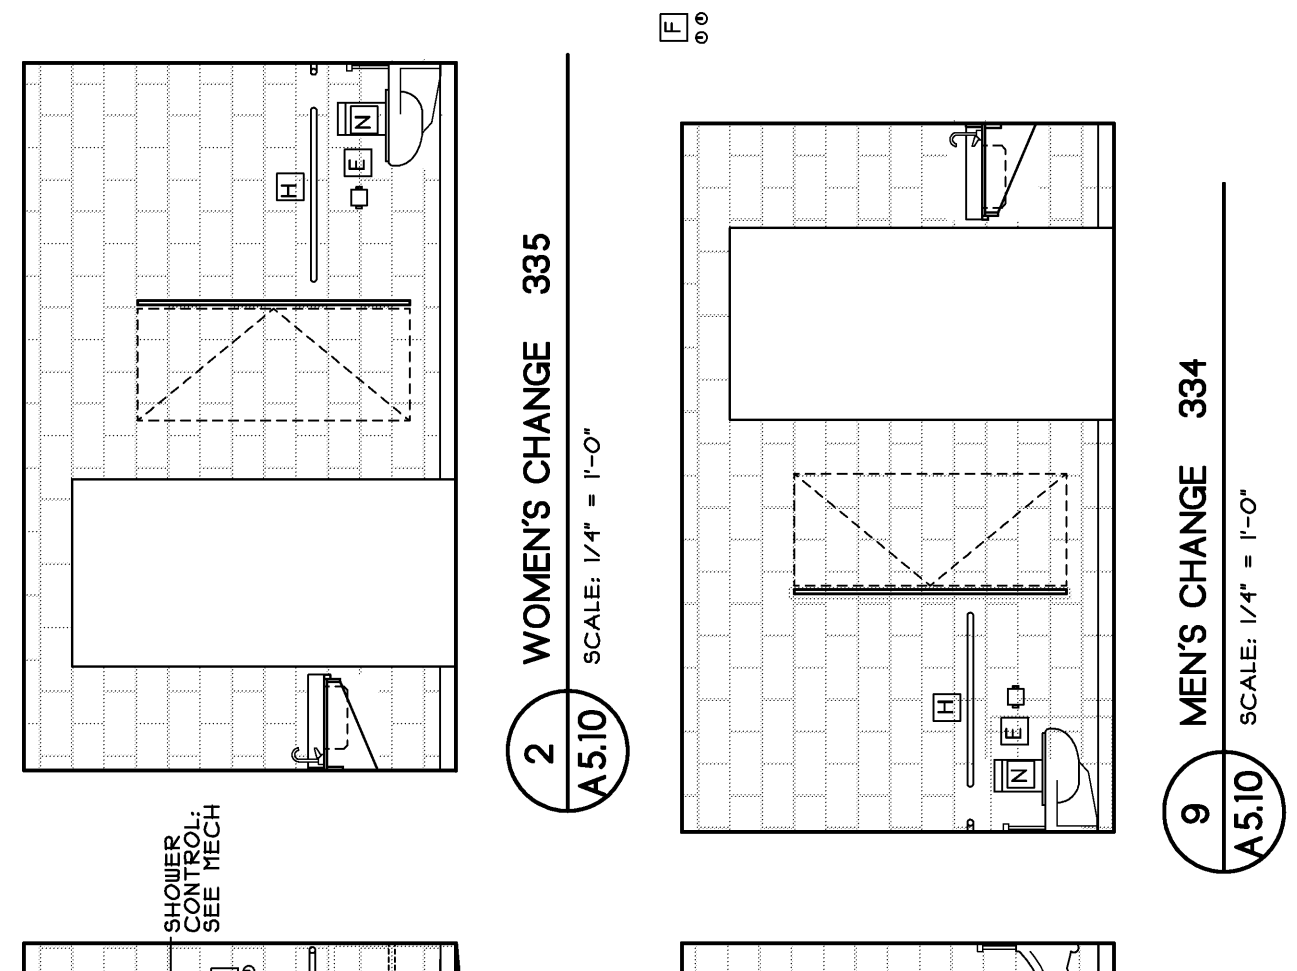 F
N
E
H
WOMEN'S CHANGE 335
SCALE: 1/4" = 1'-0"
2
A5.10
SHOWER
CONTROL:
SEE MECH
H
E
N
MEN'S CHANGE 334
SCALE: 1/4" = 1'-0"
9
A5.10